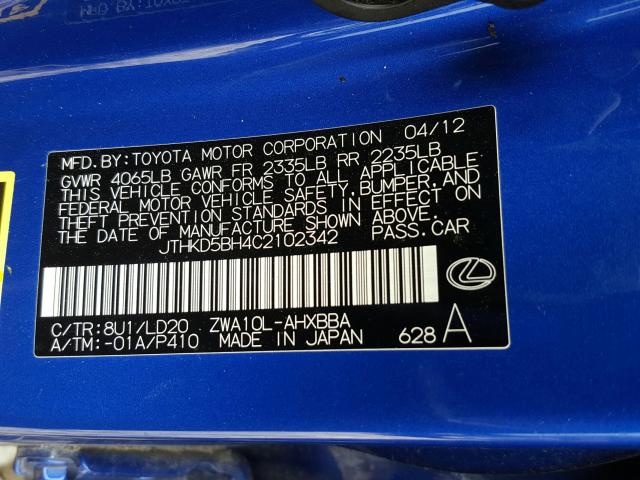 MFD.BY:TOYOTA MOTOR CORPORATION 04/12
GVWR 4065LB GAWR FR 2335LB RR 2235LB
THIS VEHICLE CONFORMS TO ALL APPLICABLE
FEDERAL MOTOR VEHICLE SAFETY,BUMPER,AND
THEFT PREVENTION STANDARDS IN EFFECT ON
THE DATE OF MANUFACTURE SHOWN ABOVE.
JTHKD5BH4C2102342 PASS.CAR
C/TR:8U1/LD20 ZWA10L-AHXBBA
A/TM:-01A/P410 MADE IN JAPAN 628 A